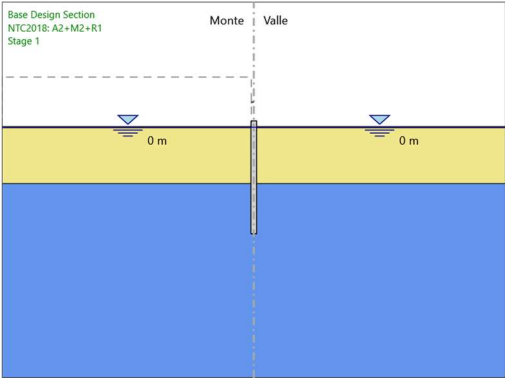 Base Design Section
NTC2018: A2+M2+R1
Stage 1
Monte Valle
0 m 0 m